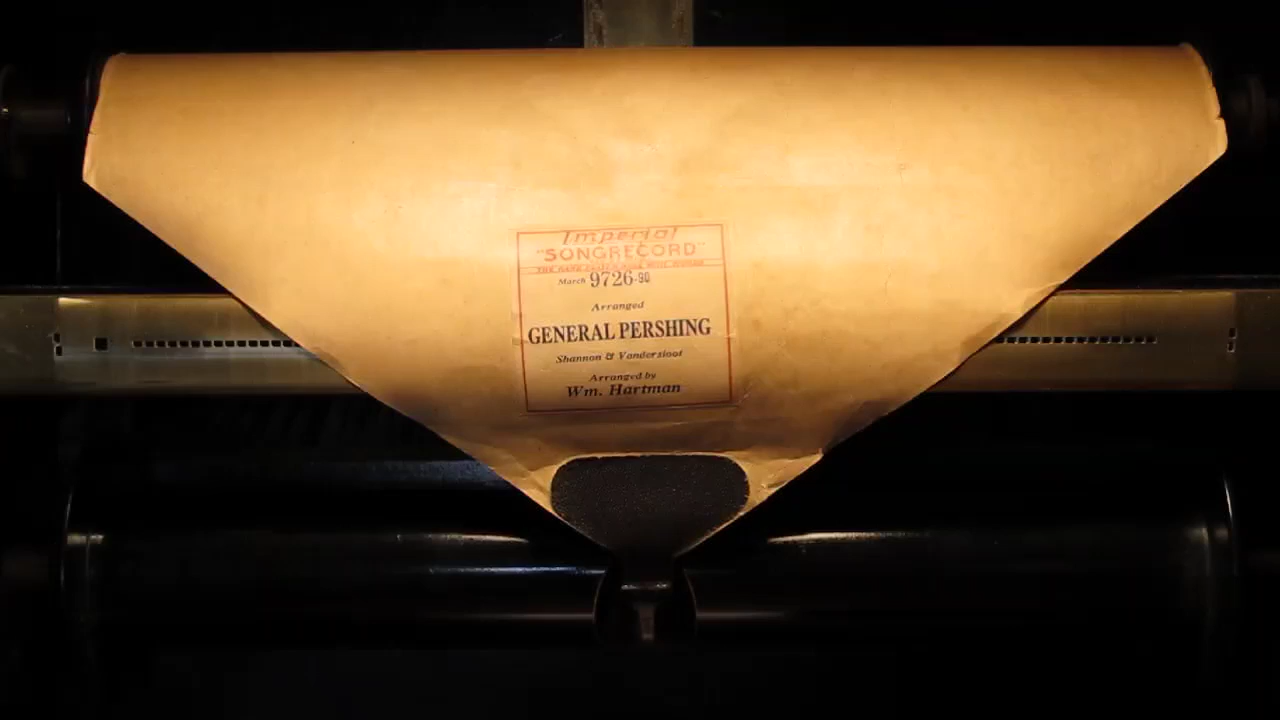 Imperial
"SONGRECORD"
March 9726-90
Arranged
GENERAL PERSHING
Shannon & Vandersloot
Arranged by
Wm. Hartman